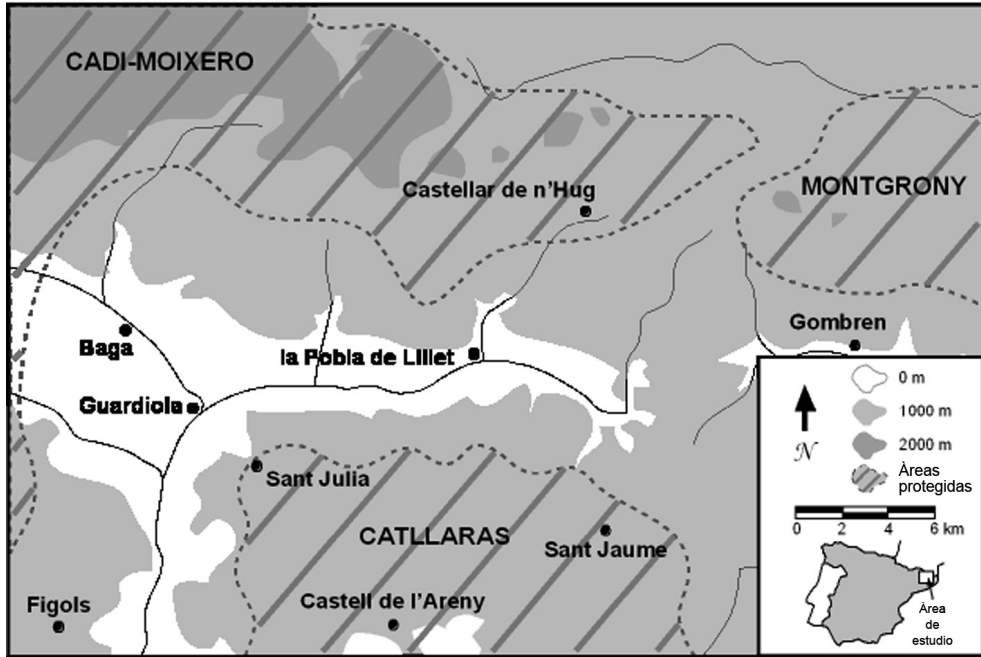 CADI-MOIXERO
Castellar de n'Hug
MONTGRONY
Baga
la Pobla de Lillet
Gombren
Guardiola
Sant Julia
CATLLARAS
Sant Jaume
Figols
Castell de l'Areny
N
0 m
1000 m
2000 m
Àreas
protegidas
0 2 4 6 km
Àrea
de
estudio